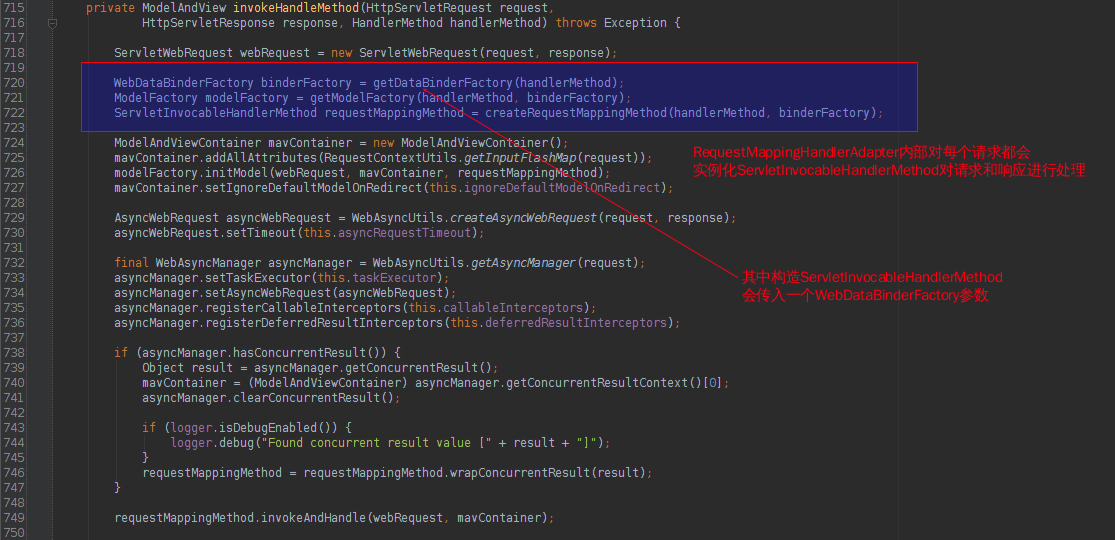 715 private ModelAndView invokeHandleMethod(HttpServletRequest request,
716 HttpServletResponse response, HandlerMethod handlerMethod) throws Exception {
717
718 ServletWebRequest webRequest = new ServletWebRequest(request, response);
719
720 WebDataBinderFactory binderFactory = getDataBinderFactory(handlerMethod);
721 ModelFactory modelFactory = getModelFactory(handlerMethod, binderFactory);
722 ServletInvocableHandlerMethod requestMappingMethod = createRequestMappingMethod(handlerMethod, binderFactory);
723
724 ModelAndViewContainer mavContainer = new ModelAndViewContainer();
725 mavContainer.addAllAttributes(RequestContextUtils.getInputFlashMap(request));
726 modelFactory.initModel(webRequest, mavContainer, requestMappingMethod);
727 mavContainer.setIgnoreDefaultModelOnRedirect(this.ignoreDefaultModelOnRedirect);
728
729 AsyncWebRequest asyncWebRequest = WebAsyncUtils.createAsyncWebRequest(request, response);
730 asyncWebRequest.setTimeout(this.asyncRequestTimeout);
731
732 final WebAsyncManager asyncManager = WebAsyncUtils.getAsyncManager(request);
733 asyncManager.setTaskExecutor(this.taskExecutor);
734 asyncManager.setAsyncWebRequest(asyncWebRequest);
735 asyncManager.registerCallableInterceptors(this.callableInterceptors);
736 asyncManager.registerDeferredResultInterceptors(this.deferredResultInterceptors);
737
738 if (asyncManager.hasConcurrentResult()) {
739 Object result = asyncManager.getConcurrentResult();
740 mavContainer = (ModelAndViewContainer) asyncManager.getConcurrentResultContext()[0];
741 asyncManager.clearConcurrentResult();
742
743 if (logger.isDebugEnabled()) {
744 logger.debug("Found concurrent result value [" + result + "]");
745 }
746 requestMappingMethod = requestMappingMethod.wrapConcurrentResult(result);
747 }
748
749 requestMappingMethod.invokeAndHandle(webRequest, mavContainer);
750
RequestMappingHandlerAdapter内部对每个请求都会
实例化ServletInvocableHandlerMethod对请求和响应进行处理
其中构造ServletInvocableHandlerMethod
会传入一个WebDataBinderFactory参数